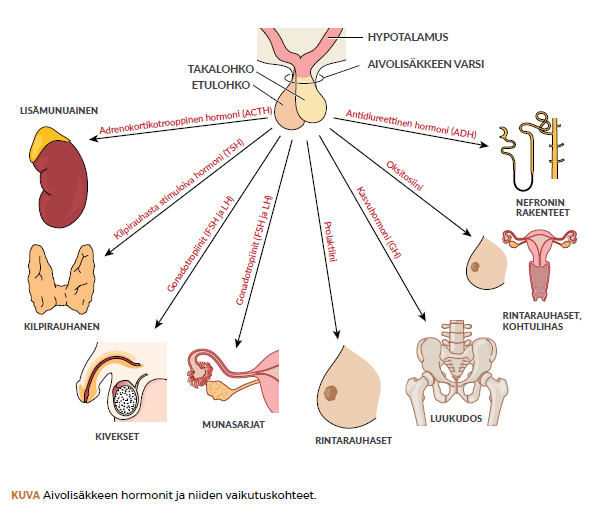 HYPOTALAMUS
AIVOLISÄKKEEN VARSI
TAKALOHKO
ETULOHKO
LISÄMUNUAINEN
Adrenokortikotrooppinen hormoni (ACTH)
Antidiureettinen hormoni (ADH)
Kilpirauhasta stimuloiva hormoni (TSH)
Oksitosiini
Gonadotropiinit (FSH ja LH)
Gonadotropiinit (FSH ja LH)
Prolaktiini
Kasvuhormoni (GH)
NEFRONIN
RAKENTEET
KILPIRAUHANEN
RINTARAUHASET,
KOHTULIHAS
KIVEKSET
MUNASARJAT
RINTARAUHASET
LUUKUDOS
KUVA Aivolisäkkeen hormonit ja niiden vaikutuskohteet.